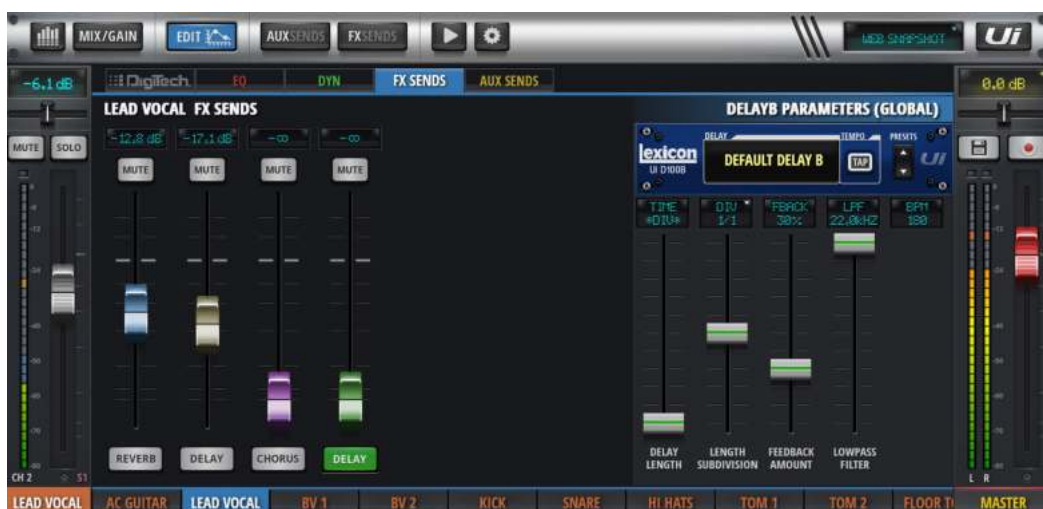 MIX/GAIN EDIT AUXSENDS FXSENDS WEB SNAPSHOT Ui
-6.1 dB DigiTech EQ DYN FX SENDS AUX SENDS 0.0 dB
LEAD VOCAL FX SENDS DELAYB PARAMETERS (GLOBAL)
-12.8 dB -17.1 dB -∞ -∞
MUTE SOLO MUTE MUTE MUTE MUTE
DELAY TEMPO PRESETS
lexicon
UI D100B
DEFAULT DELAY B TAP Ui
TIME DIV FBACK LPF BPM
*DIV* 1/1 30% 22.0kHZ 180
REVERB DELAY CHORUS DELAY
DELAY LENGTH FEEDBACK LOWPASS
LENGTH SUBDIVISION AMOUNT FILTER
CH 2 S1 L R
LEAD VOCAL AC GUITAR LEAD VOCAL BV 1 BV 2 KICK SNARE HI HATS TOM 1 TOM 2 FLOOR T MASTER